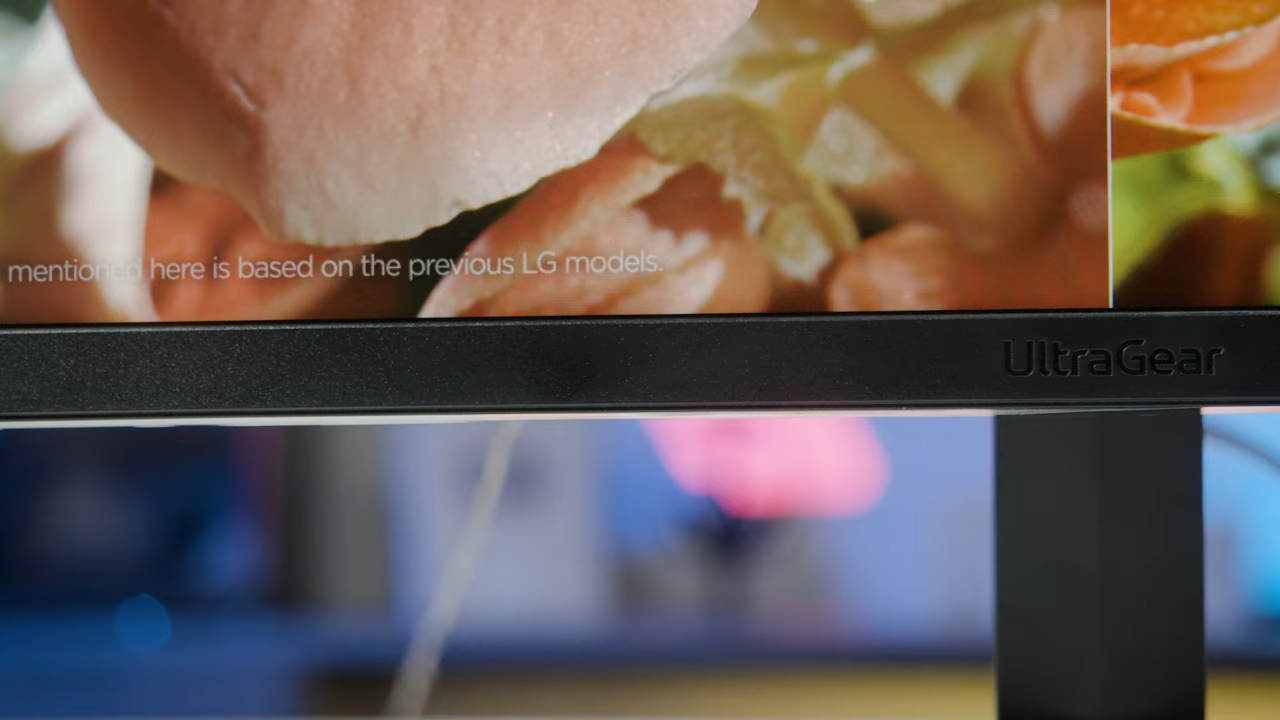 mentioned here is based on the previous LG models.
UltraGear